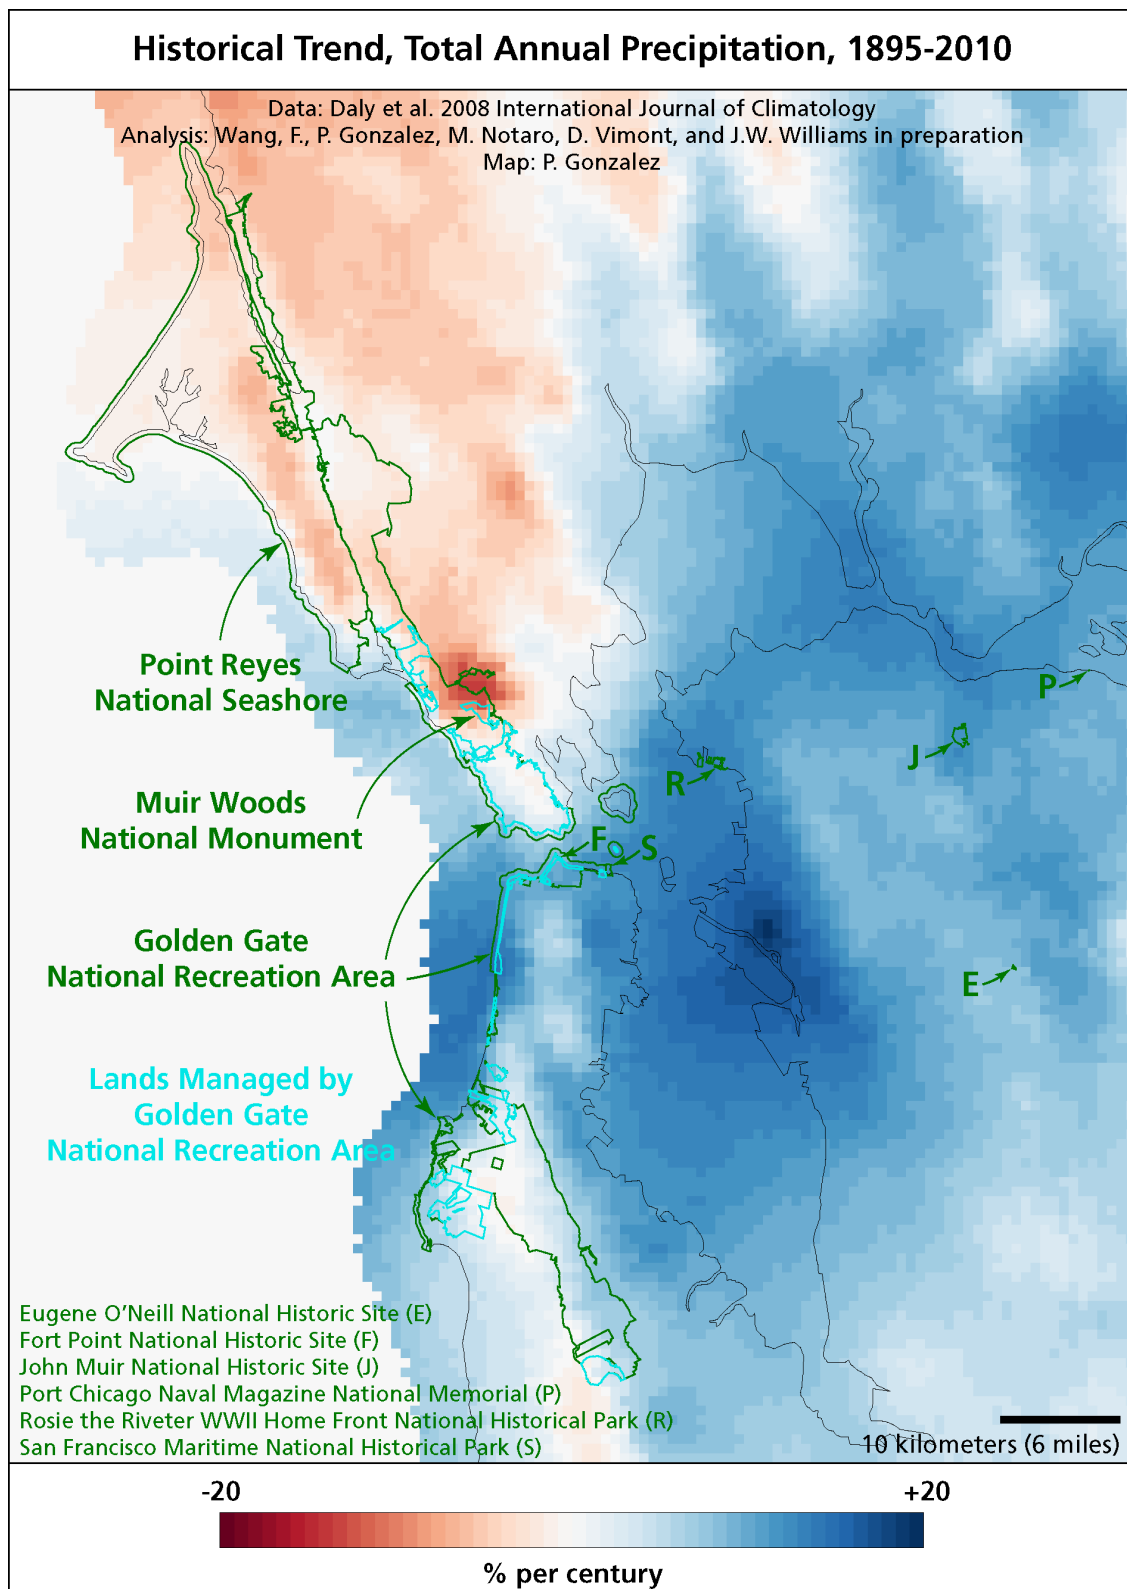 Historical Trend, Total Annual Precipitation, 1895-2010
Data: Daly et al. 2008 International Journal of Climatology
Analysis: Wang, F., P. Gonzalez, M. Notaro, D. Vimont, and J.W. Williams in preparation
Map: P. Gonzalez
Point Reyes
National Seashore
P
J
R
Muir Woods
National Monument
F
S
Golden Gate
National Recreation Area
E
Lands Managed by
Golden Gate
National Recreation Area
Eugene O’Neill National Historic Site (E)
Fort Point National Historic Site (F)
John Muir National Historic Site (J)
Port Chicago Naval Magazine National Memorial (P)
Rosie the Riveter WWII Home Front National Historical Park (R)
San Francisco Maritime National Historical Park (S)
10 kilometers (6 miles)
-20
+20
% per century